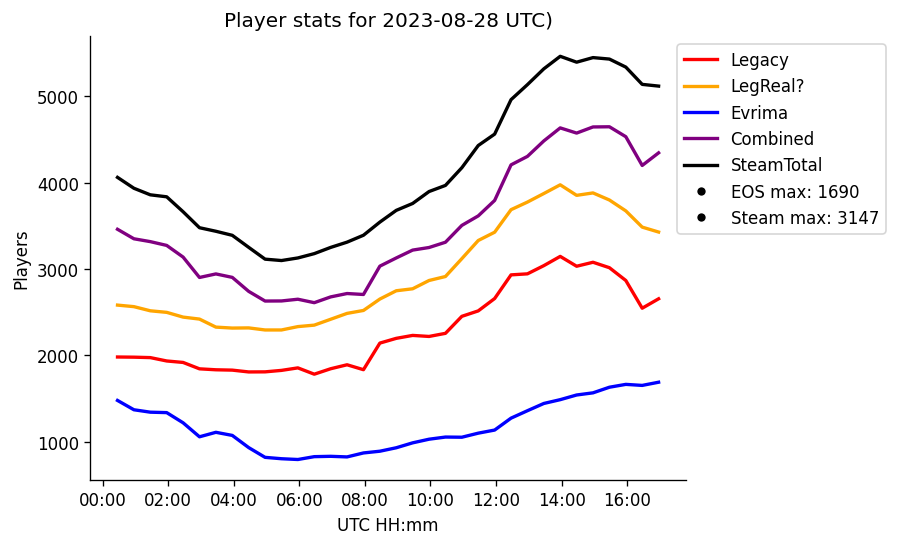 Player stats for 2023-08-28 UTC)
Legacy
LegReal?
Evrima
Combined
SteamTotal
EOS max: 1690
Steam max: 3147
Players
5000
4000
3000
2000
1000
00:00 02:00 04:00 06:00 08:00 10:00 12:00 14:00 16:00
UTC HH:mm